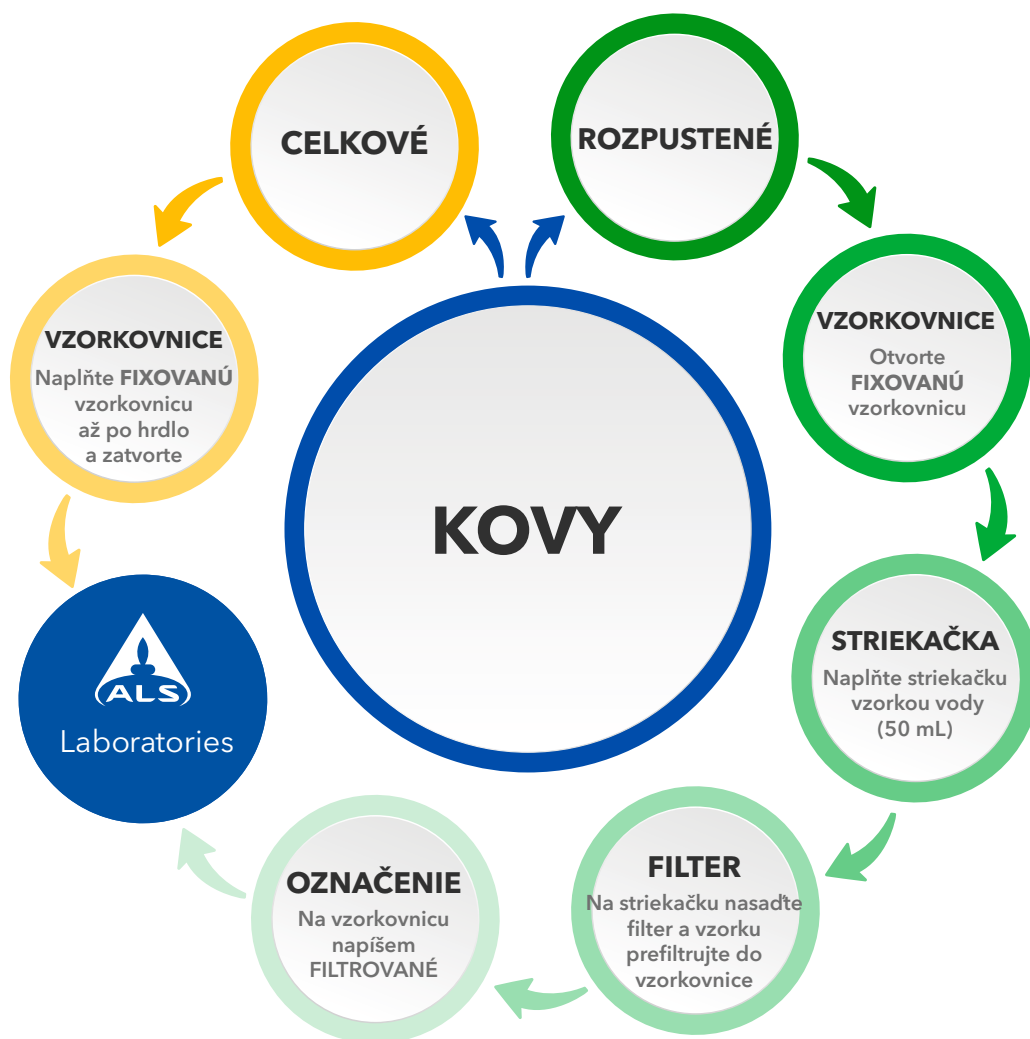 KOVY
CELKOVÉ
VZORKOVNICE
Naplňte FIXOVANÚ
vzorkovnicu
až po hrdlo
a zatvorte
ROZPUSTENÉ
VZORKOVNICE
Otvorte
FIXOVANÚ
vzorkovnicu
STRIEKAČKA
Naplňte striekačku
vzorkou vody
(50 mL)
FILTER
Na striekačku nasaďte
filter a vzorku
prefiltrujte do
vzorkovnice
OZNAČENIE
Na vzorkovnicu
napíšem
FILTROVANÉ
ALS
Laboratories